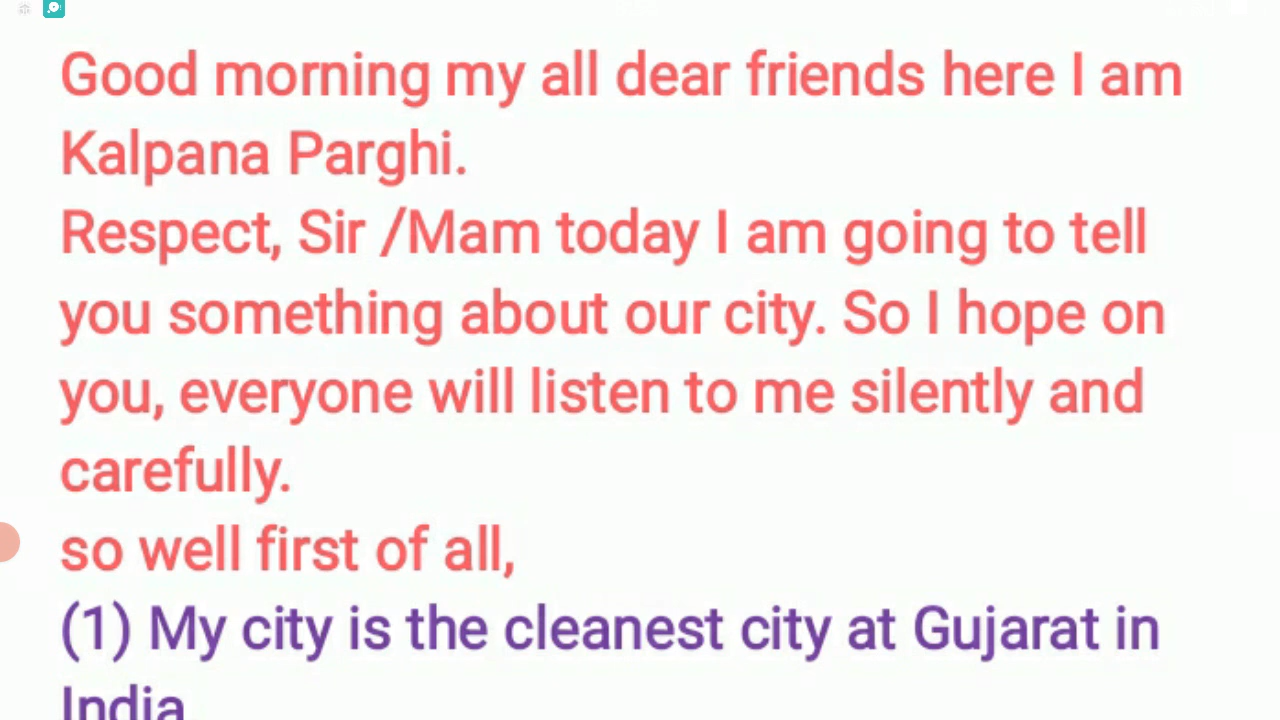 Good morning my all dear friends here I am
Kalpana Parghi.
Respect, Sir /Mam today I am going to tell
you something about our city. So I hope on
you, everyone will listen to me silently and
carefully.
so well first of all,
(1) My city is the cleanest city at Gujarat in
India.